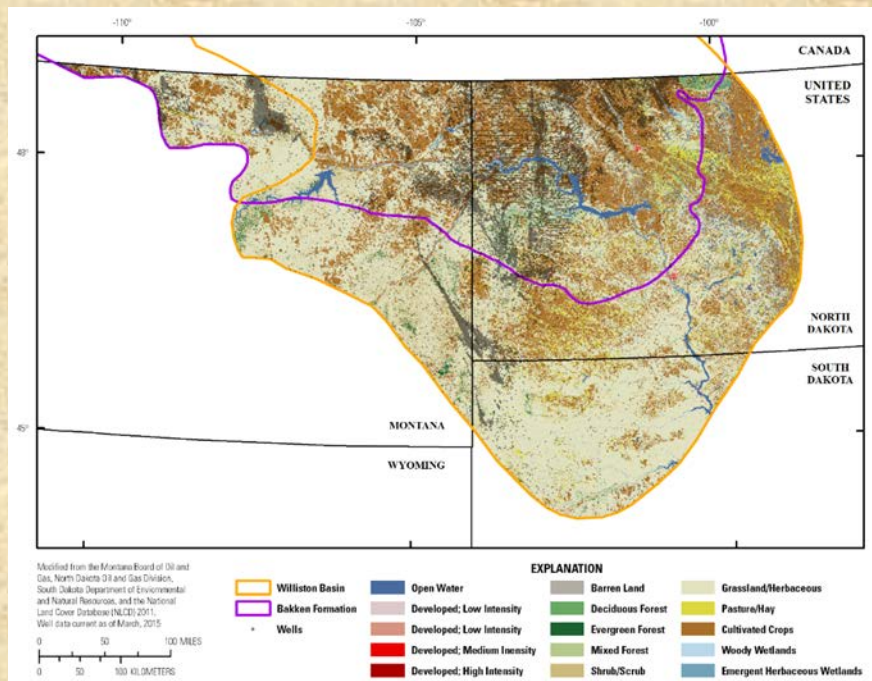 -110°
-105°
-100°
CANADA
UNITED
STATES
48°
NORTH
DAKOTA
SOUTH
DAKOTA
45°
MONTANA
WYOMING
Modified from the Montana Board of Oil and
Gas, North Dakota Oil and Gas Division,
South Dakota Department of Enviromental
and Natural Resources, and the National
Land Cover Database (NLCD) 2011.
Well data current as of March, 2015
0 50 100 MILES
0 50 100 KILOMETERS
EXPLANATION
Williston Basin
Bakken Formation
Wells
Open Water
Developed; Low Intensity
Developed; Low Intensity
Developed; Medium Inensity
Developed; High Intensity
Barren Land
Deciduous Forest
Evergreen Forest
Mixed Forest
Shrub/Scrub
Grassland/Herbaceous
Pasture/Hay
Cultivated Crops
Woody Wetlands
Emergent Herbaceous Wetlands
-110°
-105°
-100°